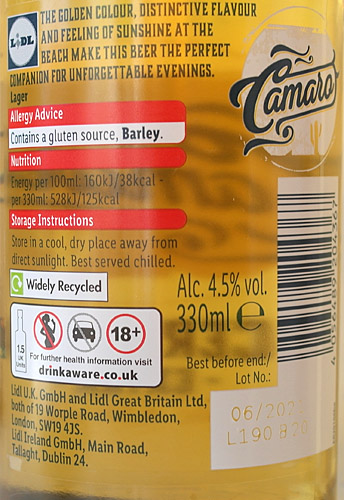 LIDL
THE GOLDEN COLOUR, DISTINCTIVE FLAVOUR
AND FEELING OF SUNSHINE AT THE
BEACH MAKE THIS BEER THE PERFECT
COMPANION FOR UNFORGETTABLE EVENINGS.
Lager
Camaro
Allergy Advice
Contains a gluten source, Barley.
Nutrition
Energy per 100ml: 160kJ/38kcal -
per 330ml: 528kJ/125kcal
Storage Instructions
Store in a cool, dry place away from
direct sunlight. Best served chilled.
Widely Recycled
1.5
UK
Units
18+
For further health information visit
drinkaware.co.uk
Alc. 4.5% vol.
330ml e
Best before end:/
Lot No.:
06/202
L190 8
Lidl U.K. GmbH and Lidl Great Britain Ltd,
both of 19 Worple Road, Wimbledon,
London, SW19 4JS.
Lidl Ireland GmbH, Main Road,
Tallaght, Dublin 24.